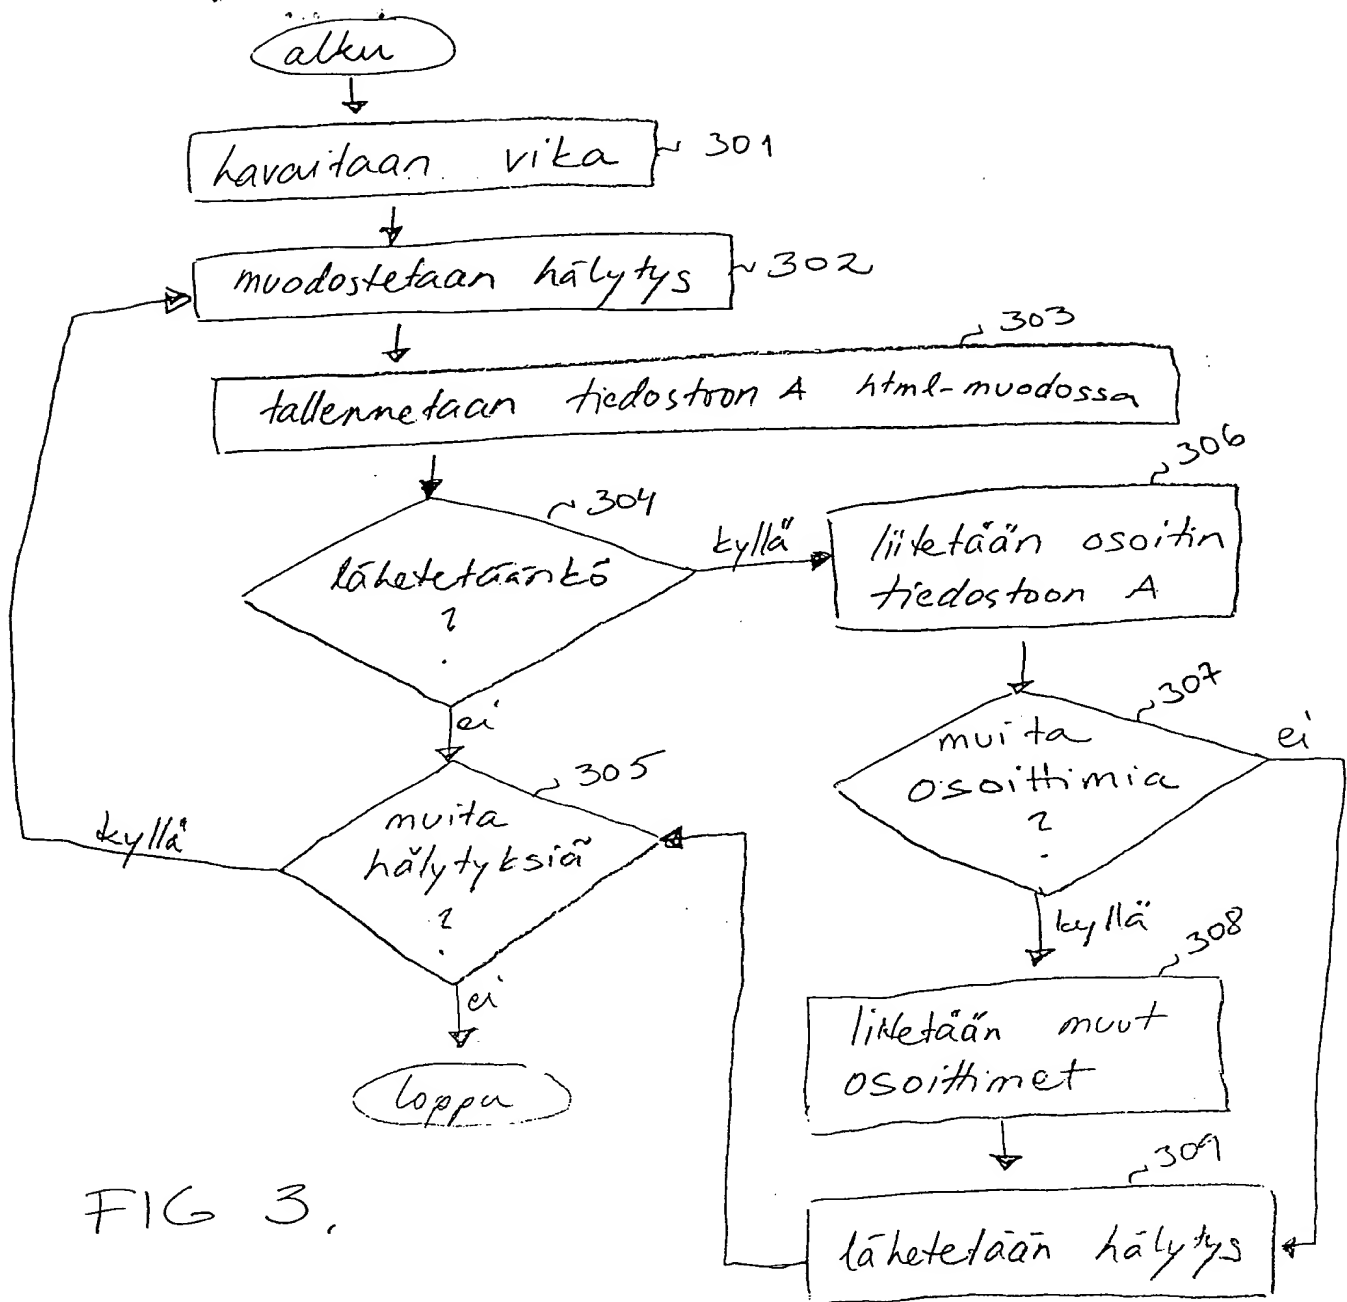 alku
havaitaan vika
301
muodostetaan hälytys
302
303
tallennetaan tiedostoon A html-muodossa
304
lähetetäänkö
?
kyllä
306
liitetään osoitin
tiedostoon A
ei
305
muita
hälytyksiä
?
kyllä
ei
loppu
307
muita
osoittimia
?
ei
kyllä
308
liitetään muut
osoittimet
309
lähetetään hälytys
FIG 3.